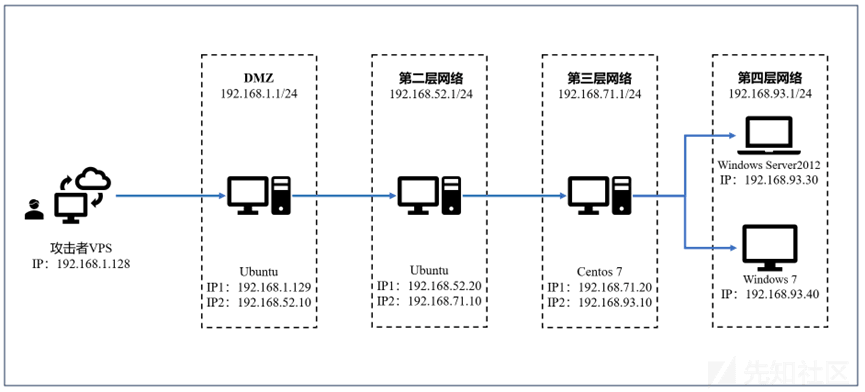 DMZ
192.168.1.1/24
第二层网络
192.168.52.1/24
第三层网络
192.168.71.1/24
第四层网络
192.168.93.1/24
攻击者VPS
IP：192.168.1.128
Ubuntu
IP1：192.168.1.129
IP2：192.168.52.10
Ubuntu
IP1：192.168.52.20
IP2：192.168.71.10
Centos 7
IP1：192.168.71.20
IP2：192.168.93.10
Windows Server2012
IP：192.168.93.30
Windows 7
IP：192.168.93.40
先知社区